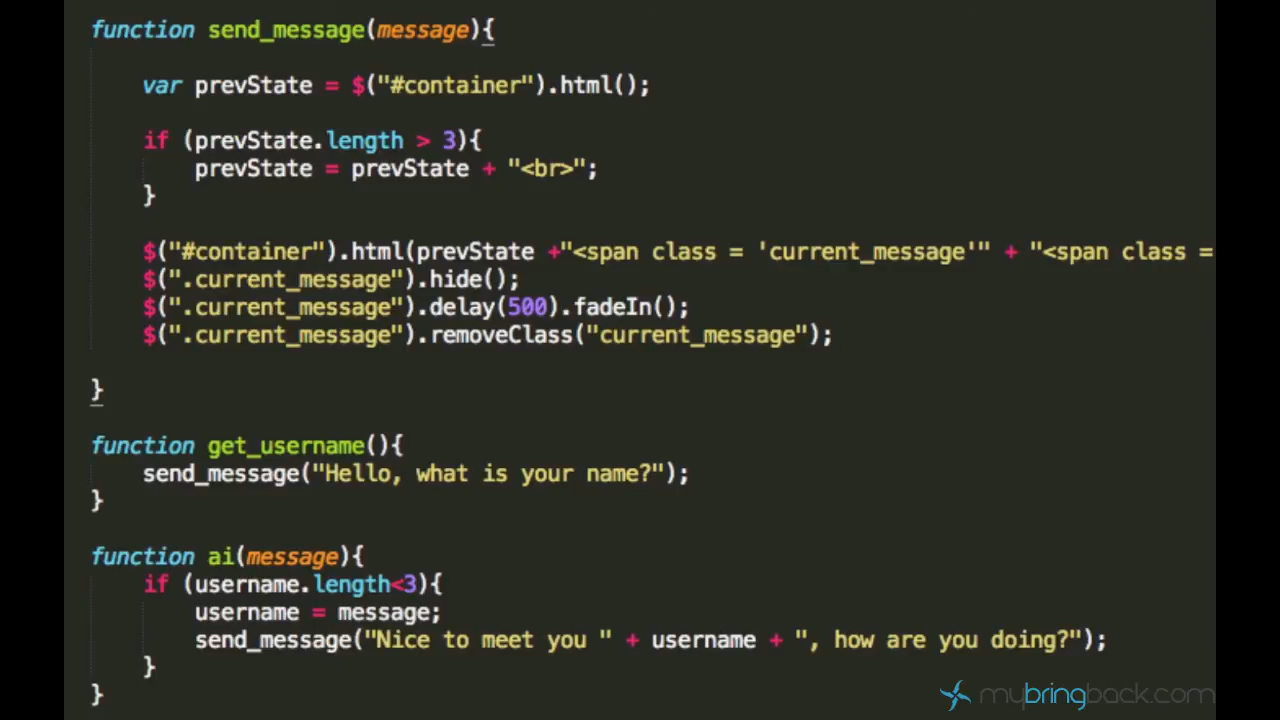 function send_message(message){
var prevState = $("#container").html();
if (prevState.length > 3){
prevState = prevState + "<br>";
}
$("#container").html(prevState +"<span class = 'current_message'" + "<span class =
$(".current_message").hide();
$(".current_message").delay(500).fadeIn();
$(".current_message").removeClass("current_message");
}
function get_username(){
send_message("Hello, what is your name?");
}
function ai(message){
if (username.length<3){
username = message;
send_message("Nice to meet you " + username + ", how are you doing?");
}
}
mybringback.com